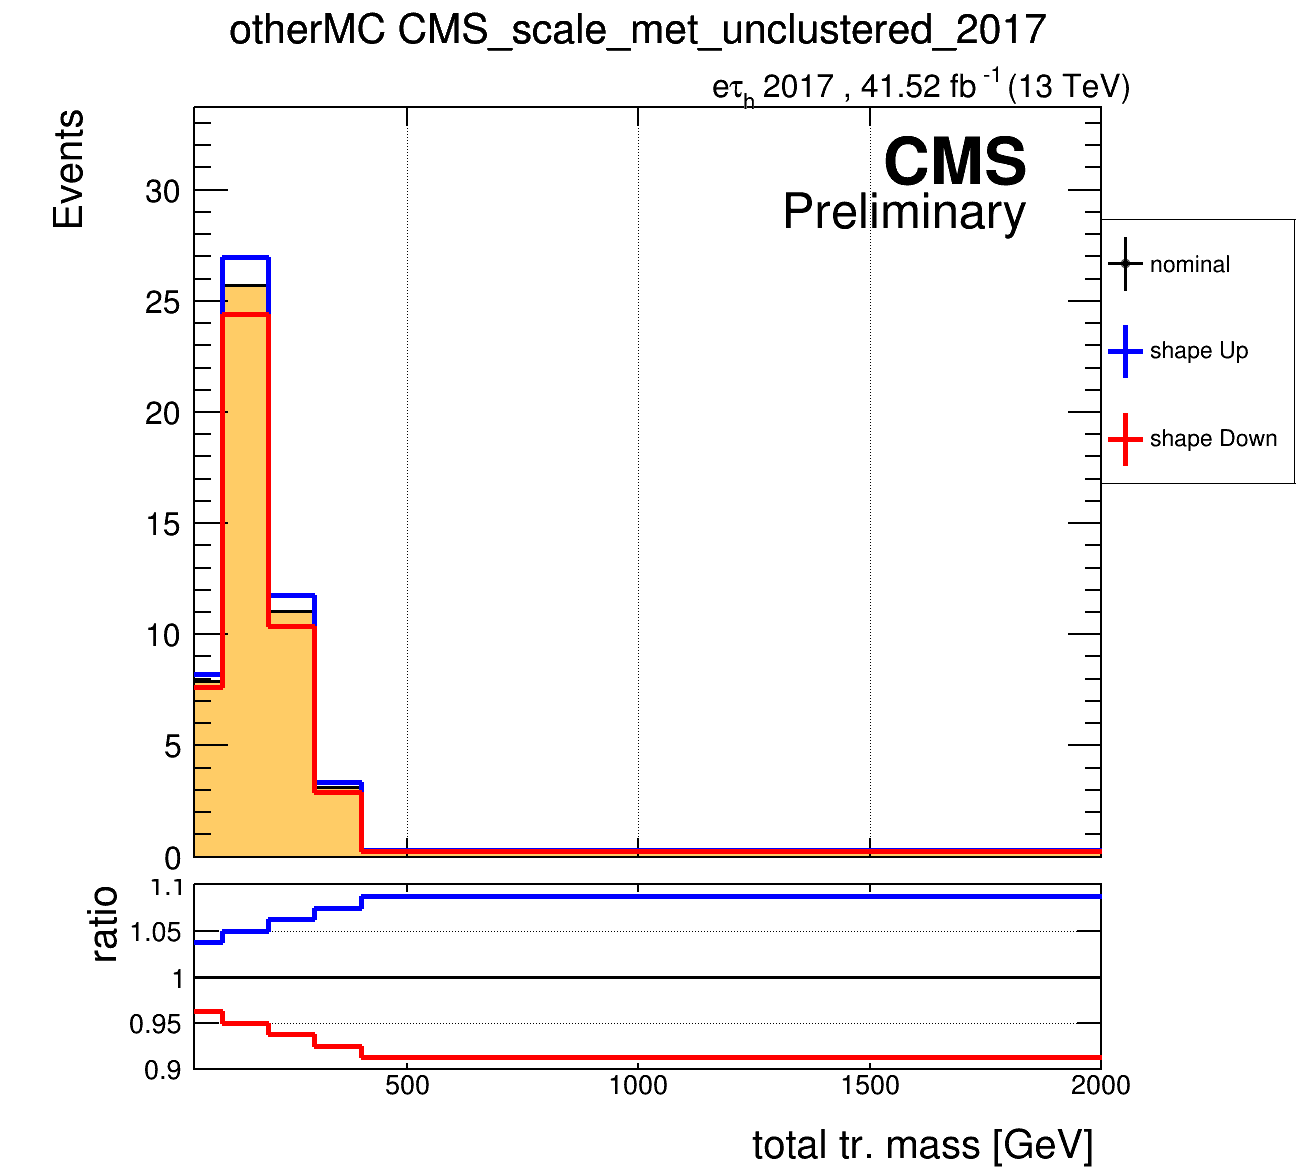 otherMC CMS_scale_met_unclustered_2017
eτh 2017 , 41.52 fb -1 (13 TeV)
Events
CMS
Preliminary
30
25
20
15
10
5
0
nominal
shape Up
shape Down
ratio
1.1
1.05
1
0.95
0.9
500 1000 1500 2000
total tr. mass [GeV]